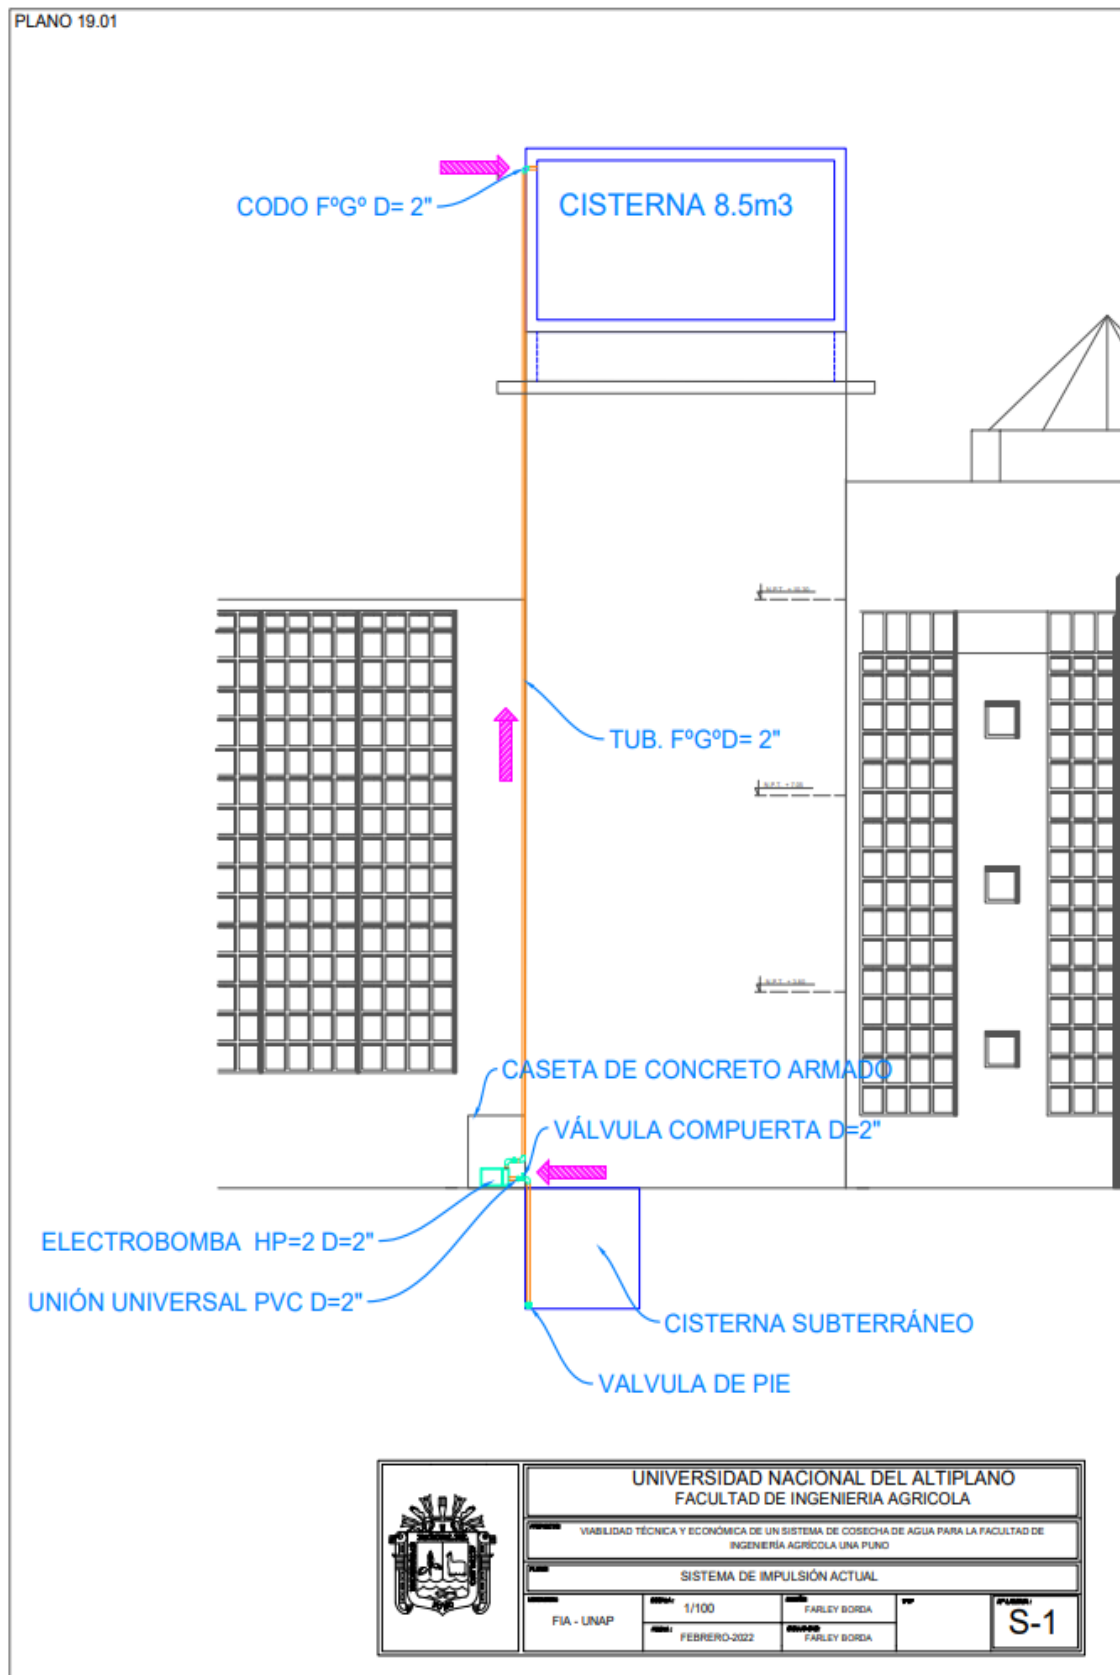 PLANO 19.01
CODO FºGº D= 2"
CISTERNA 8.5m3
TUB. FºGºD= 2"
CASETA DE CONCRETO ARMADO
VÁLVULA COMPUERTA D=2"
ELECTROBOMBA HP=2 D=2"
UNIÓN UNIVERSAL PVC D=2"
CISTERNA SUBTERRÁNEO
VALVULA DE PIE
UNIVERSIDAD NACIONAL DEL ALTIPLANO
FACULTAD DE INGENIERIA AGRICOLA
VIABILIDAD TÉCNICA Y ECONÓMICA DE UN SISTEMA DE COSECHA DE AGUA PARA LA FACULTAD DE
INGENIERÍA AGRÍCOLA UNA PUNO
SISTEMA DE IMPULSIÓN ACTUAL
FIA - UNAP
1/100
FARLEY BORDA
S-1
FEBRERO-2022
FARLEY BORDA